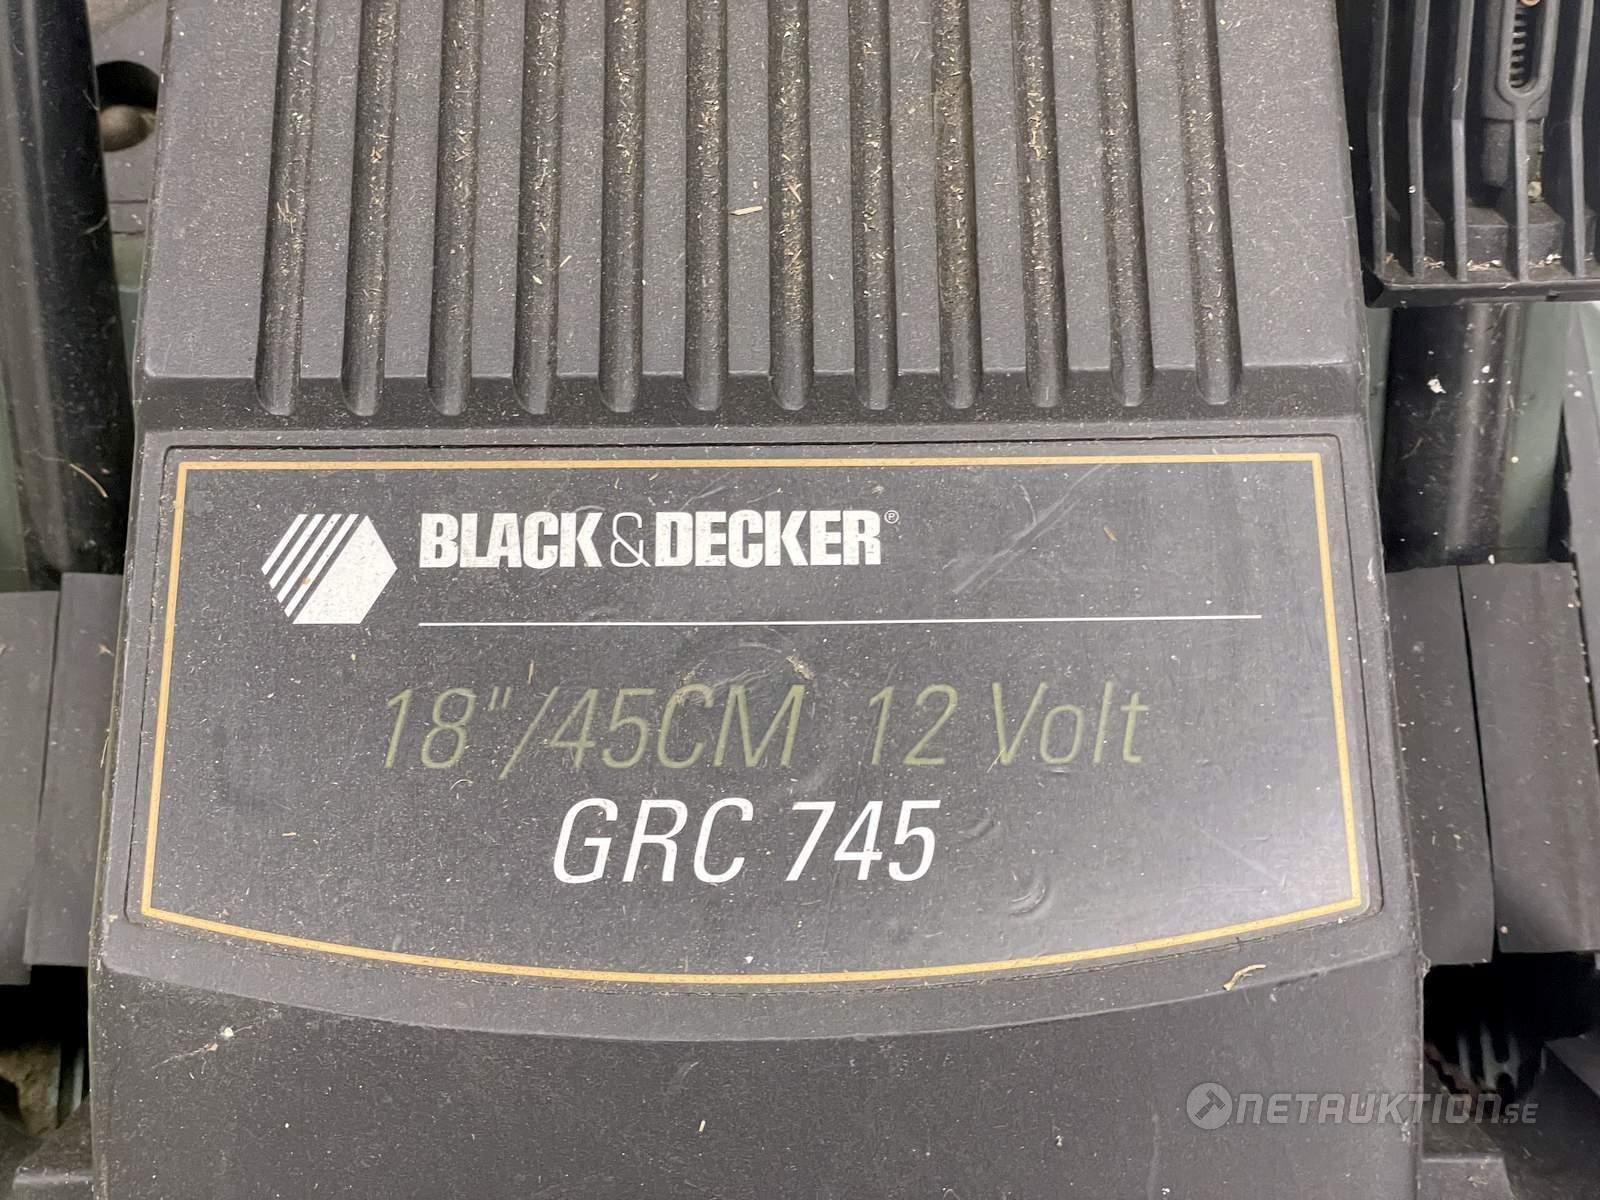 BLACK&DECKER®
18"/45CM 12 Volt
GRC 745
NETAUKTION.SE